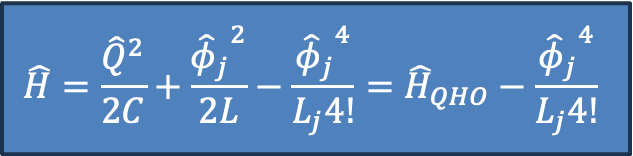 Ĥ = Q̂²/2C + ϕ̂ⱼ²/2L − ϕ̂ⱼ⁴/Lⱼ4! = Ĥ_QHO − ϕ̂ⱼ⁴/Lⱼ4!